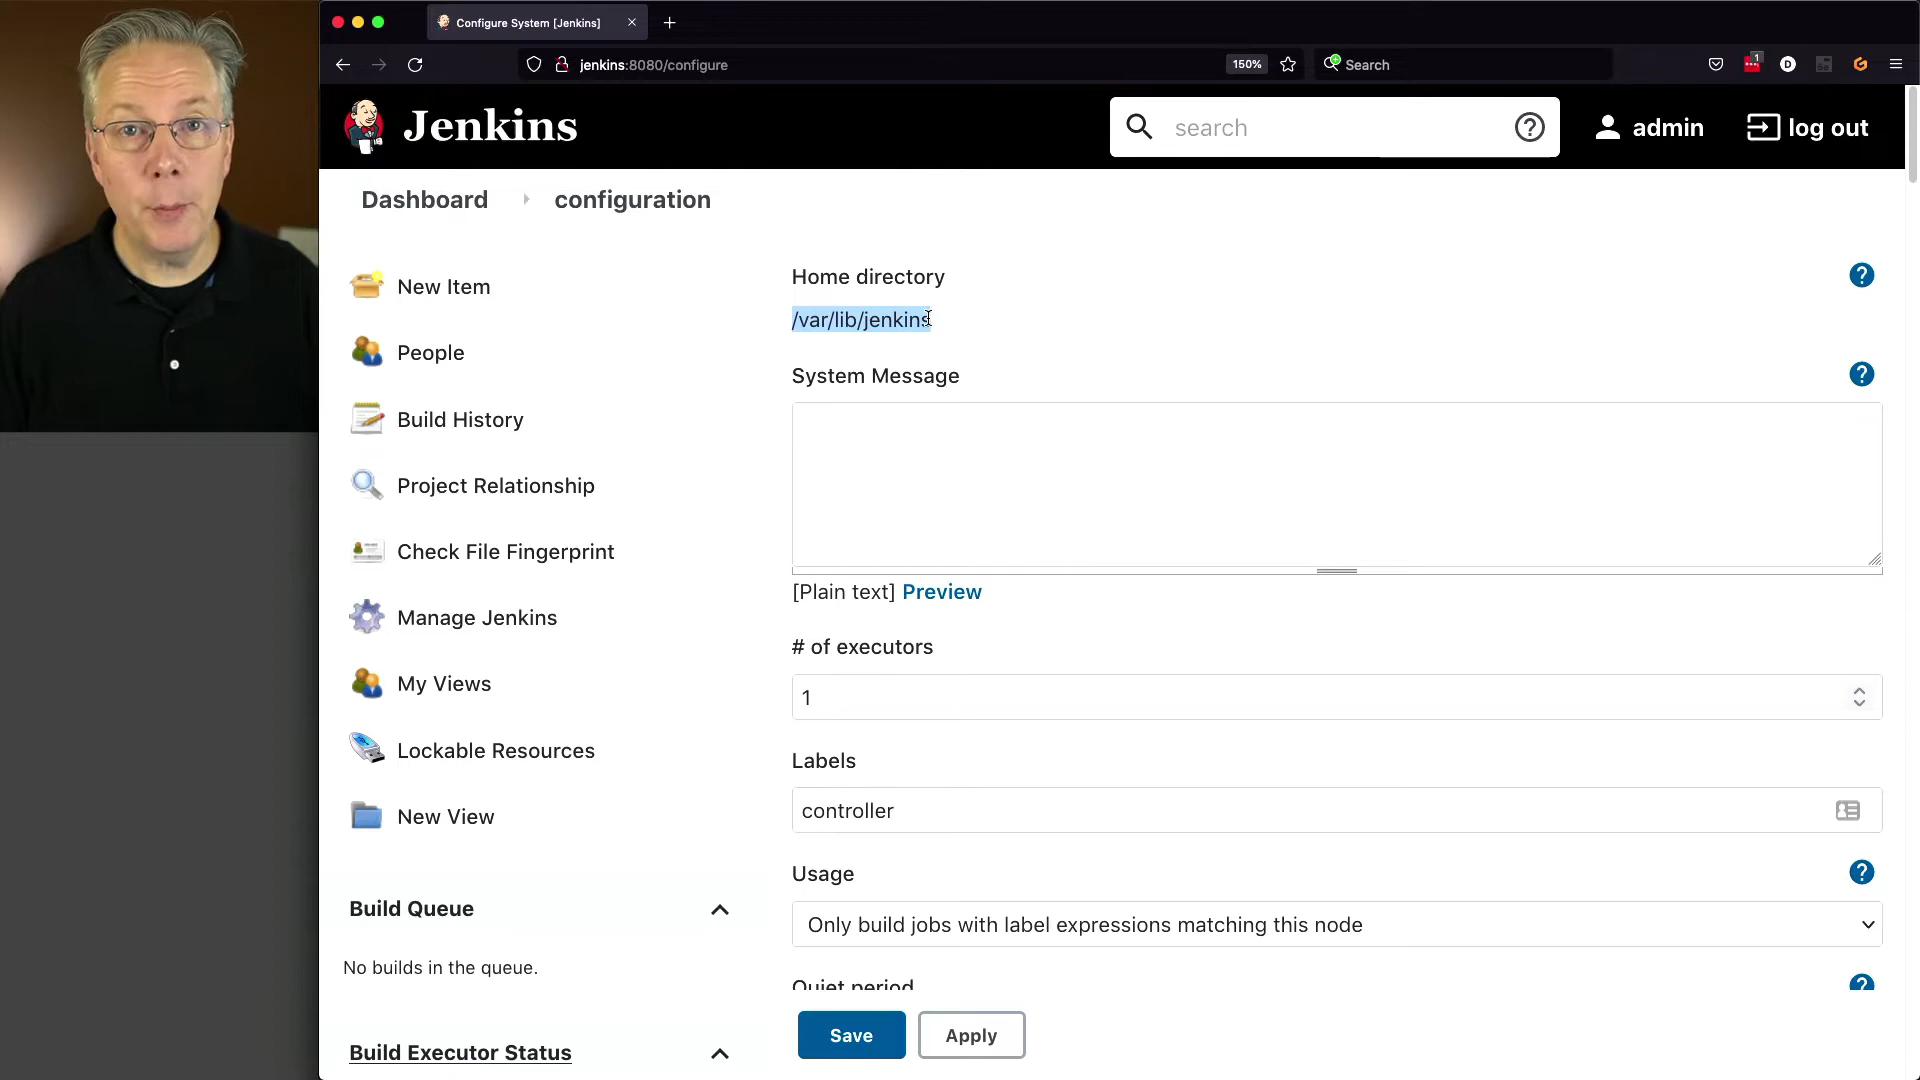 Configure System [Jenkins]
jenkins:8080/configure
150%
Search
1
D
G
Jenkins
search
admin
log out
Dashboard
configuration
New Item
People
Build History
Project Relationship
Check File Fingerprint
Manage Jenkins
My Views
Lockable Resources
New View
Build Queue
No builds in the queue.
Build Executor Status
Home directory
?
/var/lib/jenkins
System Message
?
[Plain text] Preview
# of executors
1
Labels
controller
Usage
?
Only build jobs with label expressions matching this node
Quiet period
?
Save
Apply